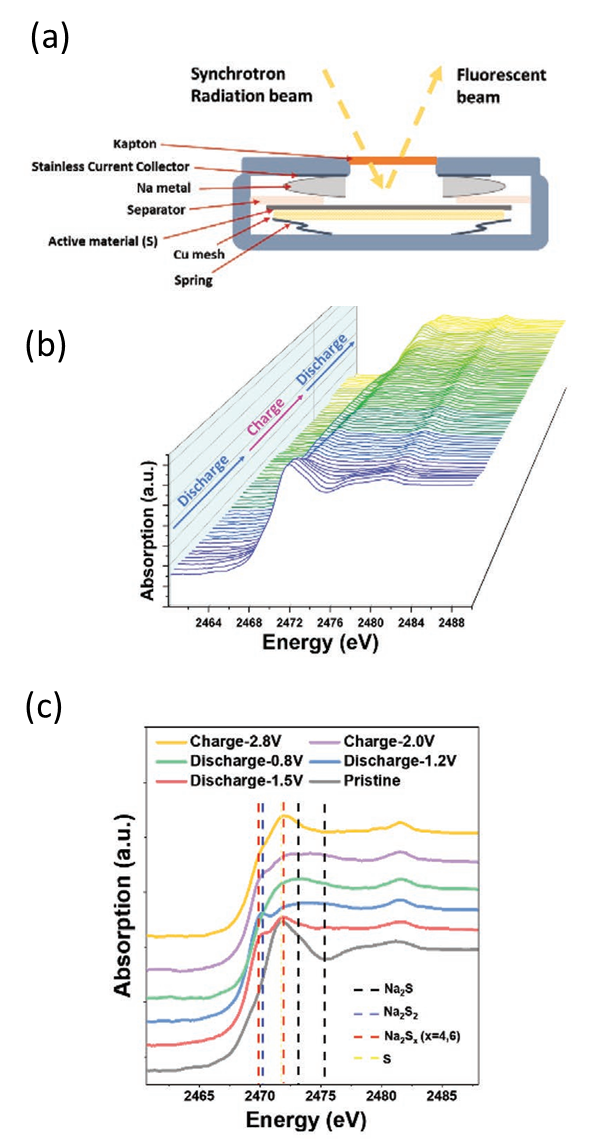 (a)
Synchrotron
Radiation beam
Fluorescent
beam
Kapton
Stainless Current Collector
Na metal
Separator
Active material (S)
Cu mesh
Spring
(b)
Discharge
Charge
Discharge
Absorption (a.u.)
2464 2468 2472 2476 2480 2484 2488
Energy (eV)
(c)
Charge-2.8V Charge-2.0V
Discharge-0.8V Discharge-1.2V
Discharge-1.5V Pristine
Absorption (a.u.)
Na₂S
Na₂S₂
Na₂Sₓ (x=4,6)
S
2465 2470 2475 2480 2485
Energy (eV)